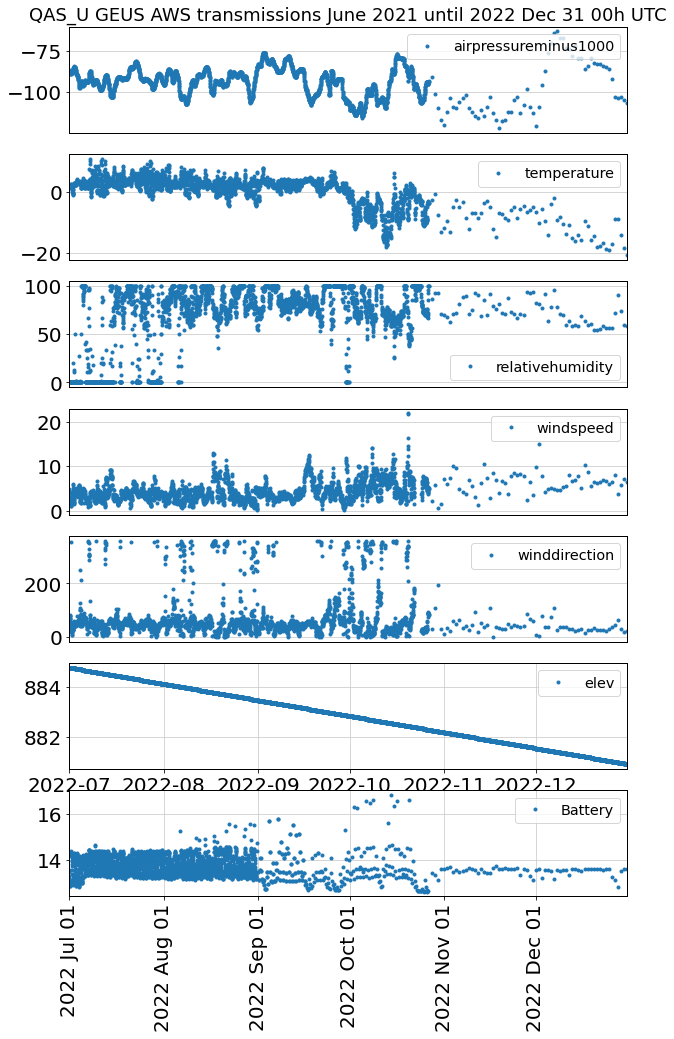 QAS_U GEUS AWS transmissions June 2021 until 2022 Dec 31 00h UTC
airpressureminus1000
−75
−100
temperature
0
−20
100
50
0
relativehumidity
windspeed
20
10
0
winddirection
200
0
elev
884
882
2022-07 2022-08 2022-09 2022-10 2022-11 2022-12
Battery
16
14
2022 Jul 01
2022 Aug 01
2022 Sep 01
2022 Oct 01
2022 Nov 01
2022 Dec 01